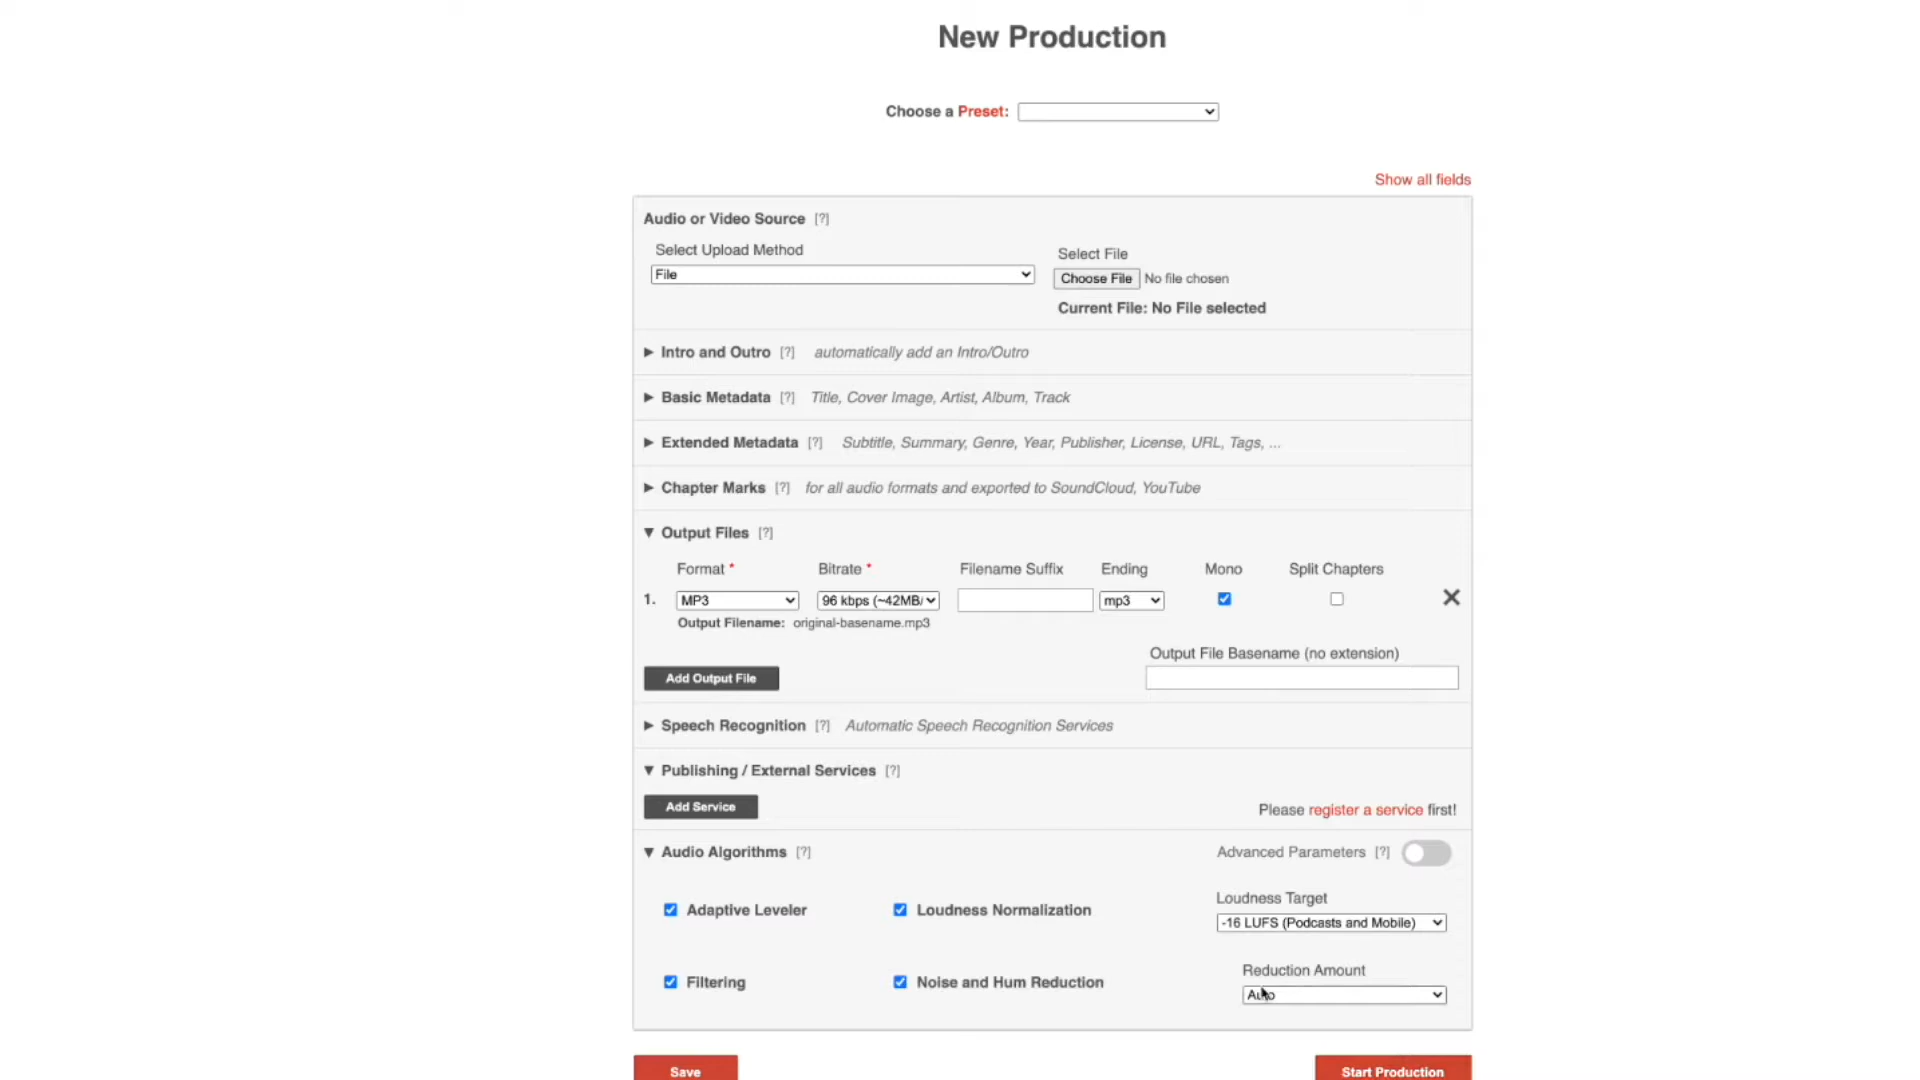 New Production
Choose a Preset:
Show all fields
Audio or Video Source [?]
Select Upload Method
File
Select File
Choose File No file chosen
Current File: No File selected
Intro and Outro [?] automatically add an Intro/Outro
Basic Metadata [?] Title, Cover Image, Artist, Album, Track
Extended Metadata [?] Subtitle, Summary, Genre, Year, Publisher, License, URL, Tags, ...
Chapter Marks [?] for all audio formats and exported to SoundCloud, YouTube
Output Files [?]
Format * Bitrate * Filename Suffix Ending Mono Split Chapters
1. MP3 96 kbps (~42MB/ mp3
Output Filename: original-basename.mp3
Output File Basename (no extension)
Add Output File
Speech Recognition [?] Automatic Speech Recognition Services
Publishing / External Services [?]
Add Service
Please register a service first!
Audio Algorithms [?] Advanced Parameters [?]
Adaptive Leveler Loudness Normalization
Loudness Target
-16 LUFS (Podcasts and Mobile)
Filtering Noise and Hum Reduction
Reduction Amount
Auto
Save
Start Production